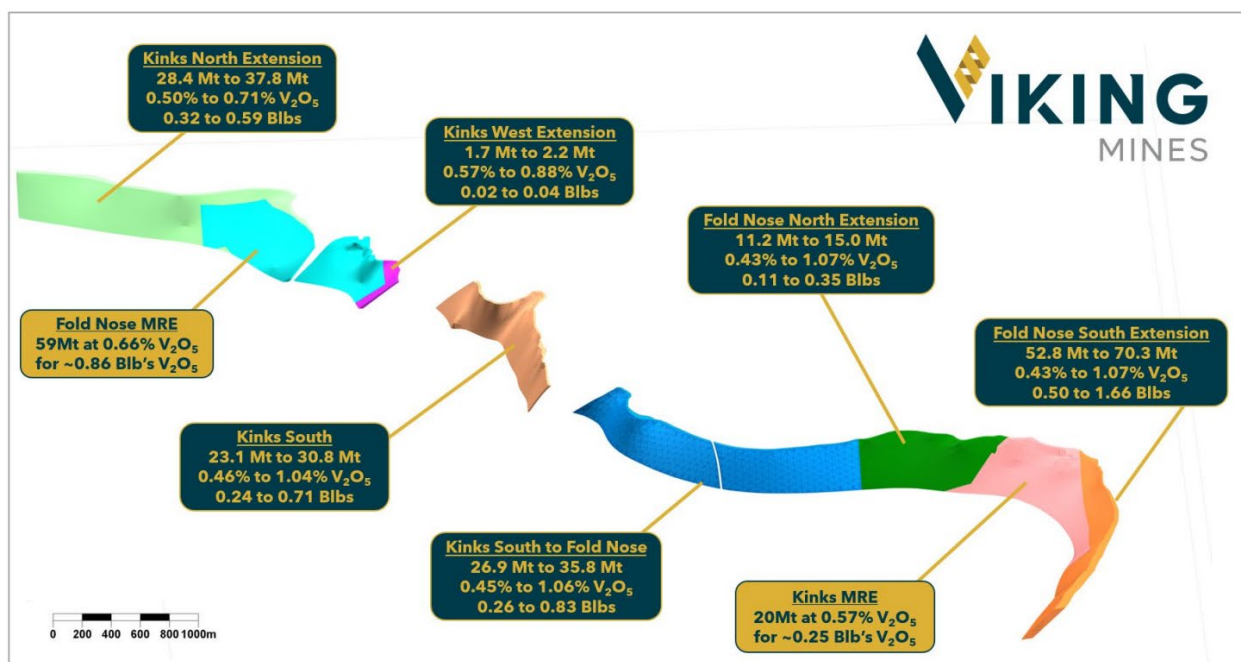 Kinks North Extension
28.4 Mt to 37.8 Mt
0.50% to 0.71% V₂O₅
0.32 to 0.59 Blbs
VIKING
MINES
Kinks West Extension
1.7 Mt to 2.2 Mt
0.57% to 0.88% V₂O₅
0.02 to 0.04 Blbs
Fold Nose North Extension
11.2 Mt to 15.0 Mt
0.43% to 1.07% V₂O₅
0.11 to 0.35 Blbs
Fold Nose MRE
59Mt at 0.66% V₂O₅
for ~0.86 Blb's V₂O₅
Fold Nose South Extension
52.8 Mt to 70.3 Mt
0.43% to 1.07% V₂O₅
0.50 to 1.66 Blbs
Kinks South
23.1 Mt to 30.8 Mt
0.46% to 1.04% V₂O₅
0.24 to 0.71 Blbs
Kinks South to Fold Nose
26.9 Mt to 35.8 Mt
0.45% to 1.06% V₂O₅
0.26 to 0.83 Blbs
Kinks MRE
20Mt at 0.57% V₂O₅
for ~0.25 Blb's V₂O₅
0 200 400 600 800 1000m